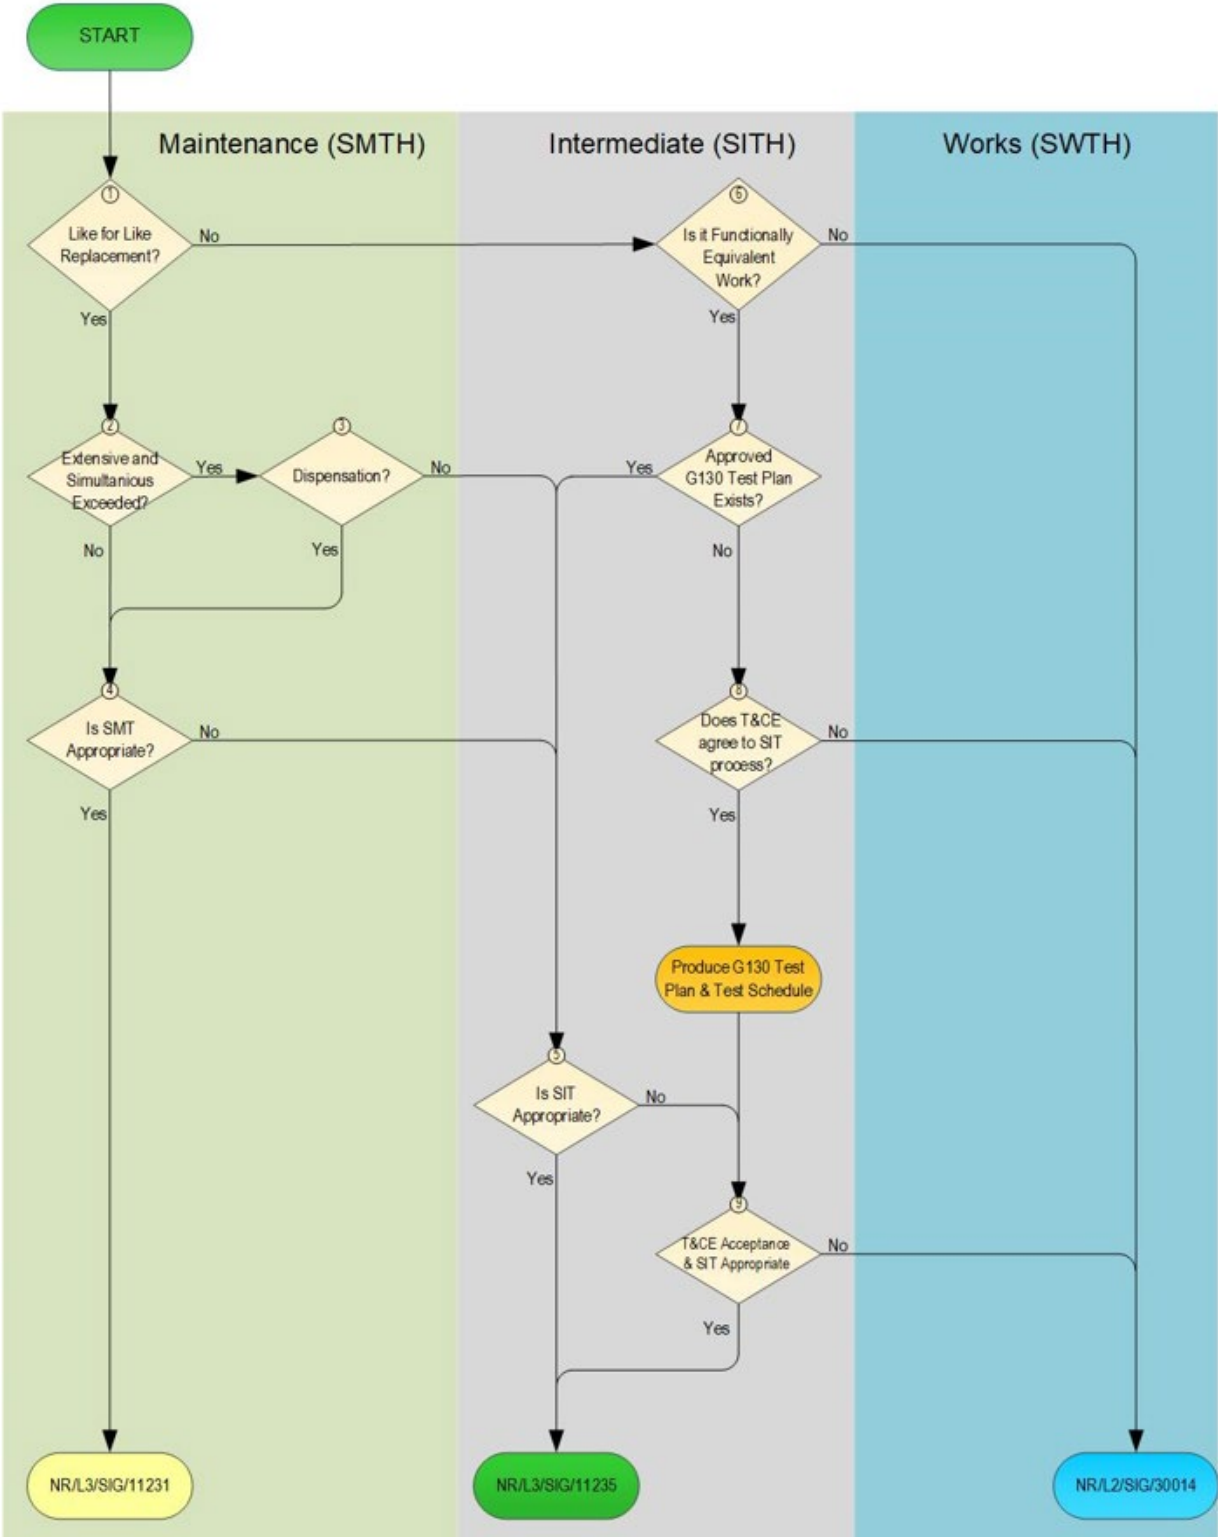 START
Maintenance (SMTH)
Intermediate (SITH)
Works (SWTH)
1
Like for Like
Replacement?
No
Yes
6
Is it Functionally
Equivalent
Work?
No
Yes
2
Extensive and
Simultanious
Exceeded?
Yes
No
3
Dispensation?
No
Yes
7
Approved
G130 Test Plan
Exists?
Yes
No
4
Is SMT
Appropriate?
No
Yes
8
Does T&CE
agree to SIT
process?
No
Yes
Produce G130 Test
Plan & Test Schedule
5
Is SIT
Appropriate?
No
Yes
9
T&CE Acceptance
& SIT Appropriate
No
Yes
NR/L3/SIG/11231
NR/L3/SIG/11235
NR/L2/SIG/30014